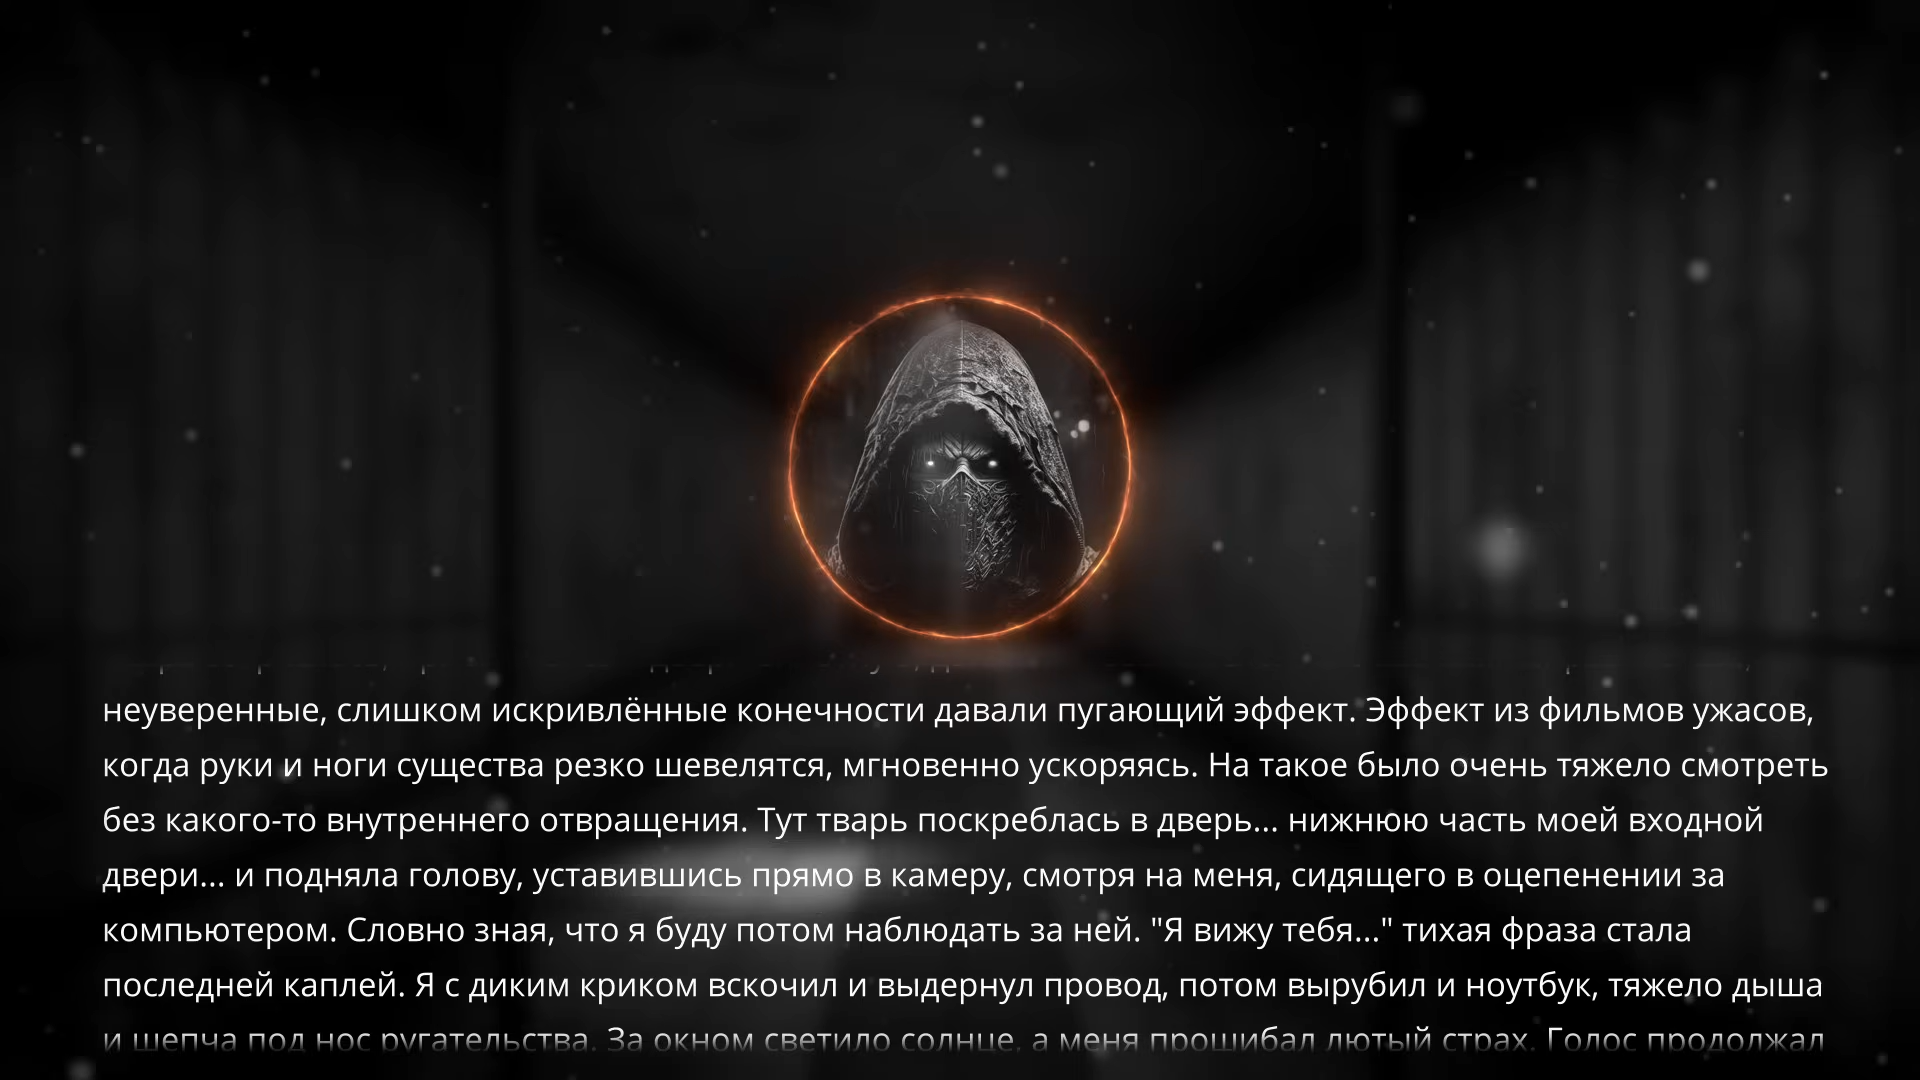 неуверенные, слишком искривлённые конечности давали пугающий эффект. Эффект из фильмов ужасов,
когда руки и ноги существа резко шевелятся, мгновенно ускоряясь. На такое было очень тяжело смотреть
без какого-то внутреннего отвращения. Тут тварь поскреблась в дверь... нижнюю часть моей входной
двери... и подняла голову, уставившись прямо в камеру, смотря на меня, сидящего в оцепенении за
компьютером. Словно зная, что я буду потом наблюдать за ней. "Я вижу тебя..." тихая фраза стала
последней каплей. Я с диким криком вскочил и выдернул провод, потом вырубил и ноутбук, тяжело дыша
и шепча под нос ругательства. За окном светило солнце, а меня прошибал лютый страх. Голос продолжал